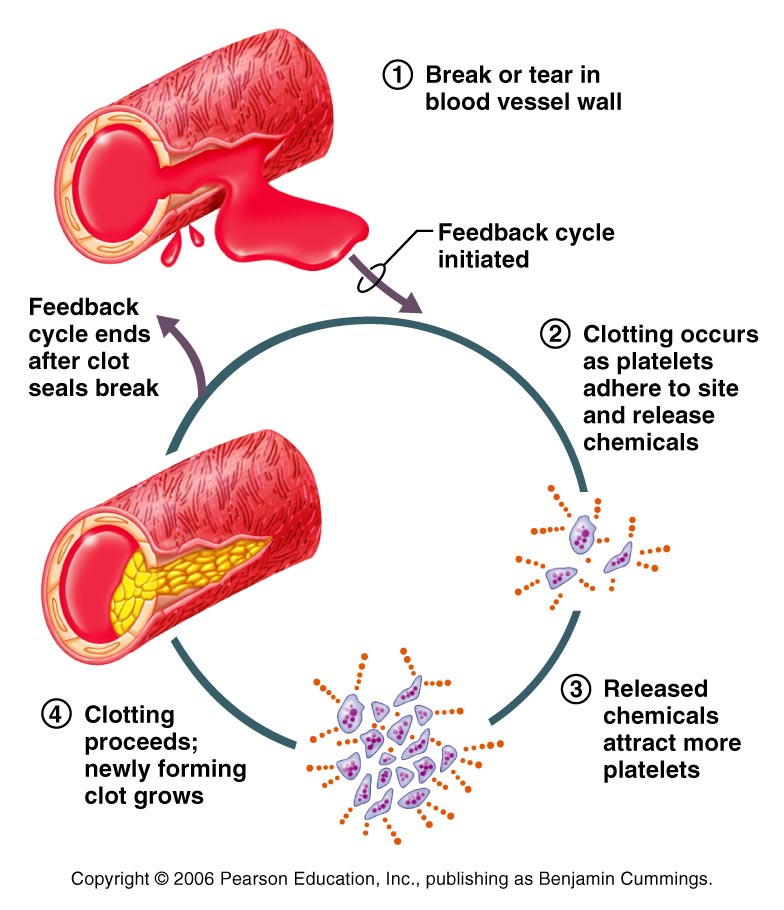 ① Break or tear in
blood vessel wall
Feedback cycle
initiated
Feedback
cycle ends
after clot
seals break
② Clotting occurs
as platelets
adhere to site
and release
chemicals
③ Released
chemicals
attract more
platelets
④ Clotting
proceeds;
newly forming
clot grows
Copyright © 2006 Pearson Education, Inc., publishing as Benjamin Cummings.